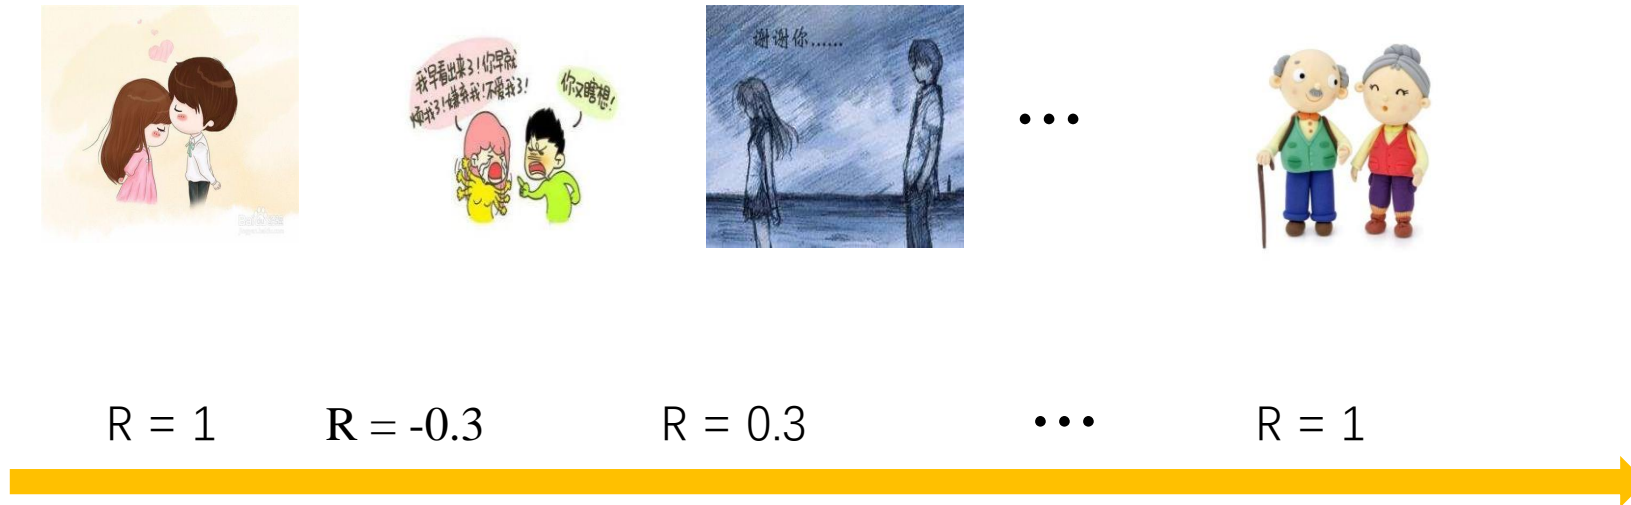 我早看出来了!你早就
烦我了!嫌弃我!不爱我了!
你又瞎想!
谢谢你......
...
R = 1
R = -0.3
R = 0.3
...
R = 1